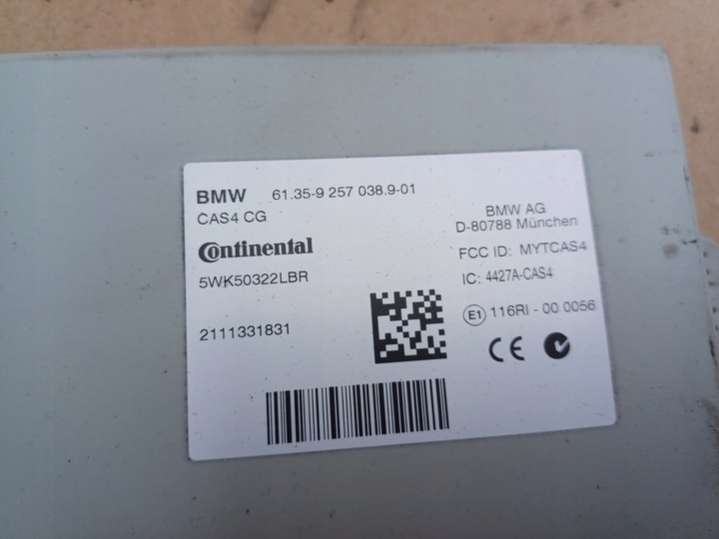 BMW 61.35-9 257 038.9-01
CAS4 CG
Continental
5WK50322LBR
2111331831
BMW AG
D-80788 München
FCC ID: MYTCAS4
IC: 4427A-CAS4
E1 116RI - 00 0056
CE